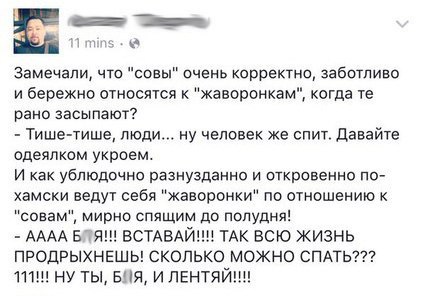 11 mins ·
Замечали, что "совы" очень корректно, заботливо
и бережно относятся к "жаворонкам", когда те
рано засыпают?
- Тише-тише, люди... ну человек же спит. Давайте
одеялком укроем.
И как ублюдочно разнузданно и откровенно по-
хамски ведут себя "жаворонки" по отношению к
"совам", мирно спящим до полудня!
- АААА Б Я!!! ВСТАВАЙ!!!! ТАК ВСЮ ЖИЗНЬ
ПРОДРЫХНЕШЬ! СКОЛЬКО МОЖНО СПАТЬ???
111!!! НУ ТЫ, Б Я, И ЛЕНТЯЙ!!!!